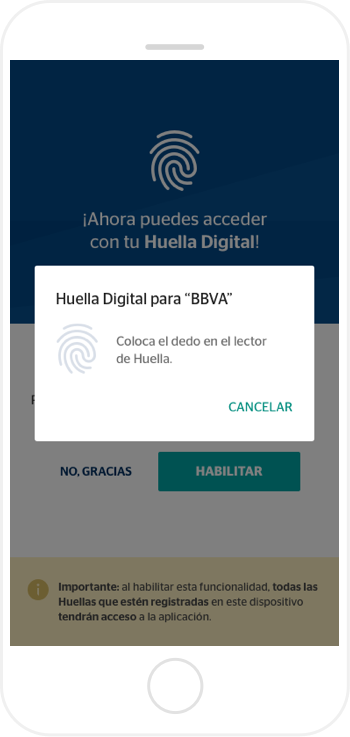 ¡Ahora puedes acceder
con tu Huella Digital!
Huella Digital para “BBVA”
Coloca el dedo en el lector
de Huella.
CANCELAR
NO, GRACIAS
HABILITAR
Importante: al habilitar esta funcionalidad, todas las
Huellas que estén registradas en este dispositivo
tendrán acceso a la aplicación.